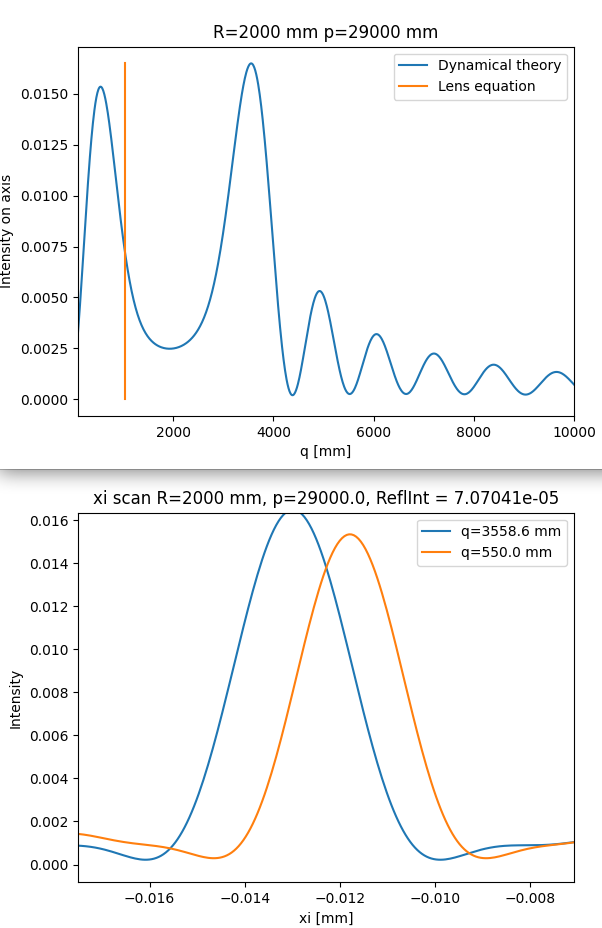 R=2000 mm p=29000 mm
Dynamical theory
Lens equation
0.0150
0.0125
0.0100
0.0075
0.0050
0.0025
0.0000
Intensity on axis
2000 4000 6000 8000 10000
q [mm]
xi scan R=2000 mm, p=29000.0, ReflInt = 7.07041e-05
q=3558.6 mm
q=550.0 mm
0.016
0.014
0.012
0.010
0.008
0.006
0.004
0.002
0.000
Intensity
−0.016 −0.014 −0.012 −0.010 −0.008
xi [mm]